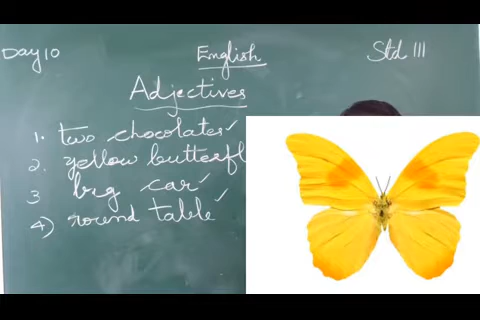 Day 10 English Std III
Adjectives
1. two chocolates✓
2. yellow butterfl
3 big car✓
4) round table✓